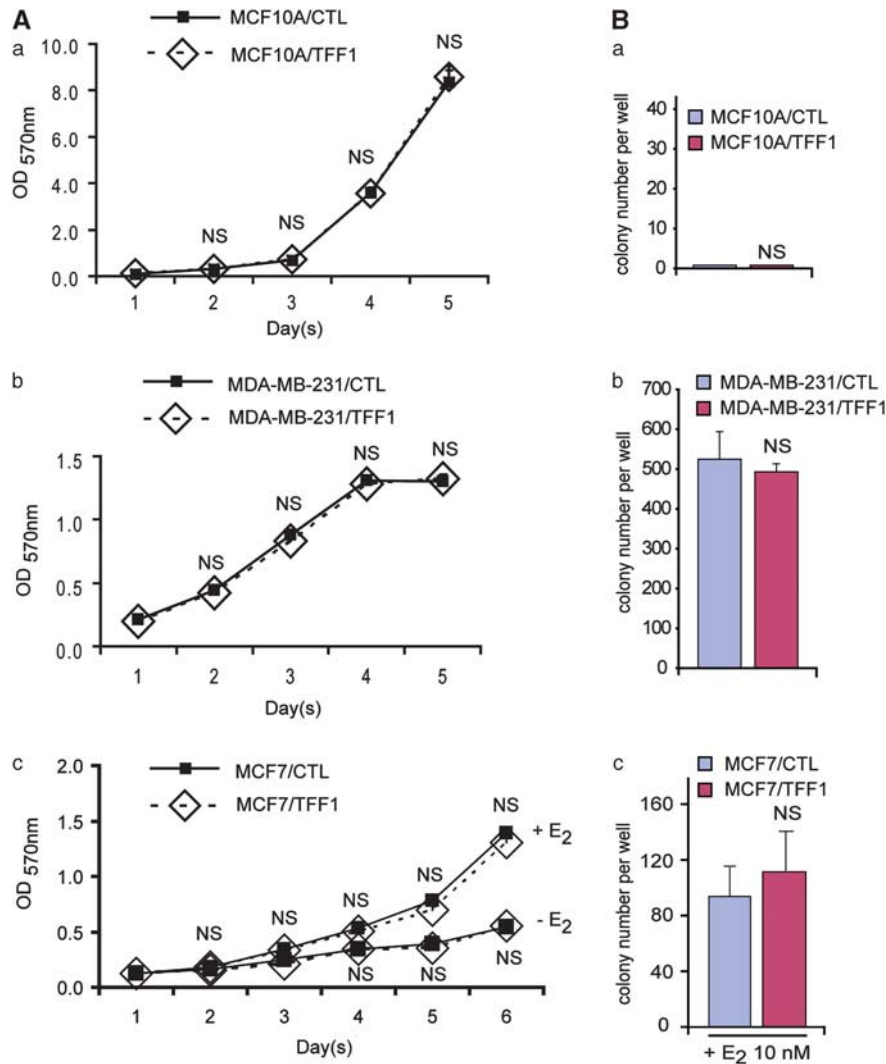 A
a
MCF10A/CTL
MCF10A/TFF1
OD 570nm
10.0
8.0
6.0
4.0
2.0
0.0
NS
NS
NS
NS
1 2 3 4 5
Day(s)
b
MDA-MB-231/CTL
MDA-MB-231/TFF1
OD 570nm
1.5
1.0
0.5
0.0
NS
NS
NS
NS
1 2 3 4 5
Day(s)
c
MCF7/CTL
MCF7/TFF1
OD 570nm
2.0
1.5
1.0
0.5
0.0
NS
NS
NS
NS
NS
+ E2
- E2
NS
NS
NS
1 2 3 4 5 6
Day(s)
B
a
MCF10A/CTL
MCF10A/TFF1
colony number per well
40
30
20
10
0
NS
b
MDA-MB-231/CTL
MDA-MB-231/TFF1
colony number per well
700
600
500
400
300
200
600
0
NS
c
MCF7/CTL
MCF7/TFF1
colony number per well
160
120
80
40
0
NS
+ E2 10 nM